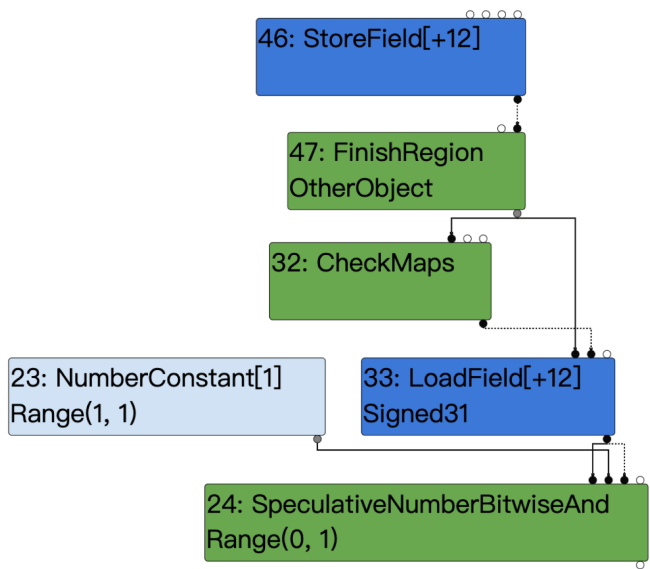 46: StoreField[+12]
47: FinishRegion
OtherObject
32: CheckMaps
23: NumberConstant[1]
Range(1, 1)
33: LoadField[+12]
Signed31
24: SpeculativeNumberBitwiseAnd
Range(0, 1)